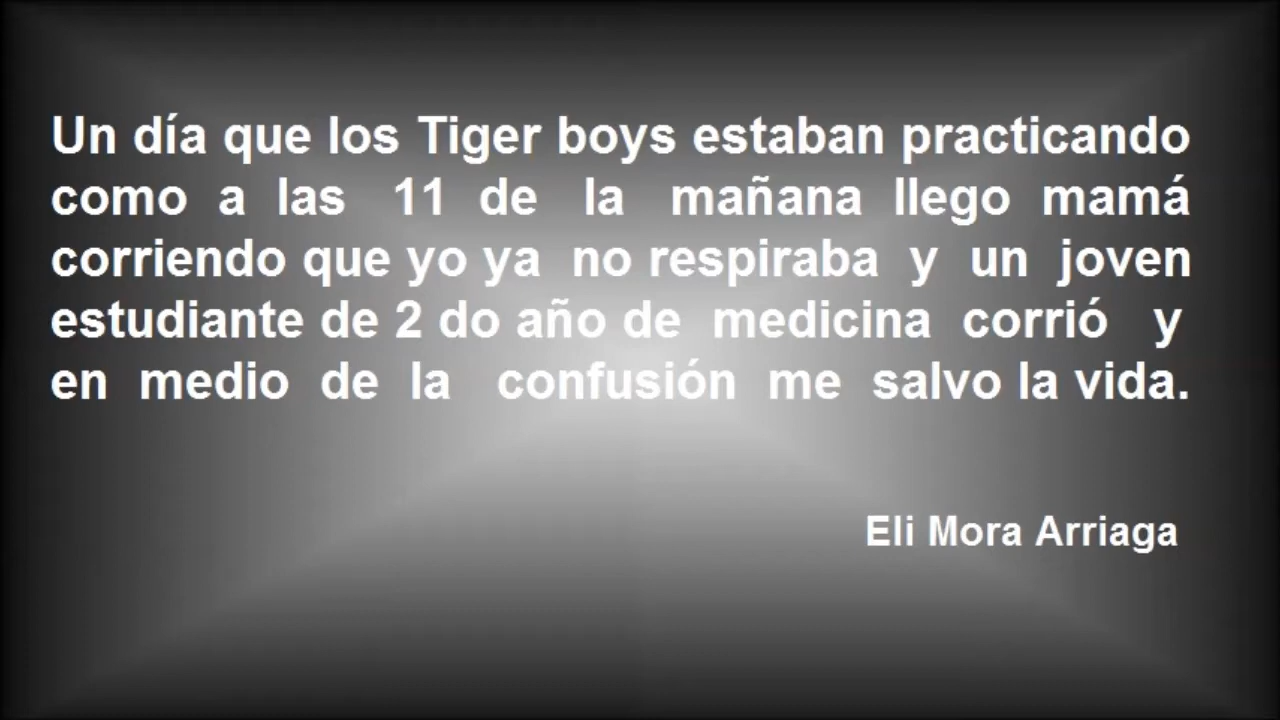 Un día que los Tiger boys estaban practicando
como a las 11 de la mañana llego mamá
corriendo que yo ya no respiraba y un joven
estudiante de 2 do año de medicina corrió y
en medio de la confusión me salvo la vida.
Eli Mora Arriaga